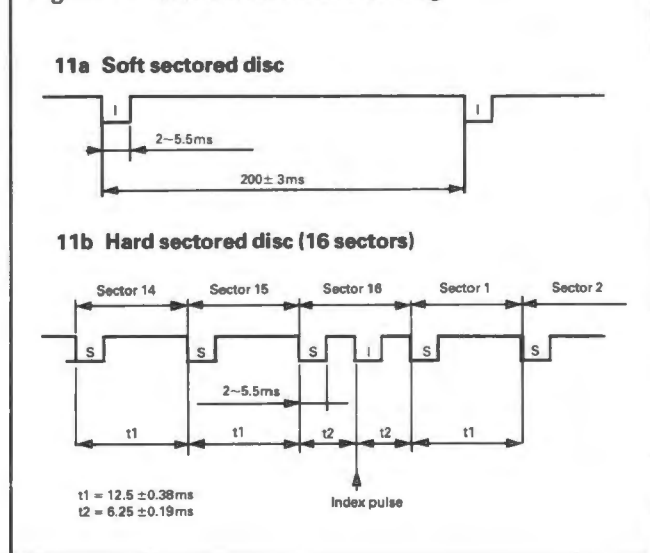 11a Soft sectored disc
I I
2~5.5ms
200± 3ms
11b Hard sectored disc (16 sectors)
Sector 14 Sector 15 Sector 16 Sector 1 Sector 2
S S S I S S
2~5.5ms
t1 t1 t2 t2 t1
t1 = 12.5 ±0.38ms
t2 = 6.25 ±0.19ms
Index pulse